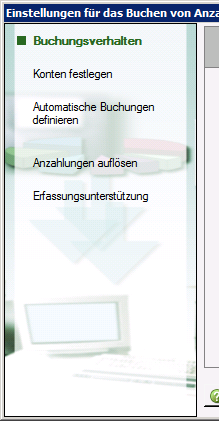 Einstellungen für das Buchen von Anza
Buchungsverhalten
Konten festlegen
Automatische Buchungen
definieren
Anzahlungen auflösen
Erfassungsunterstützung